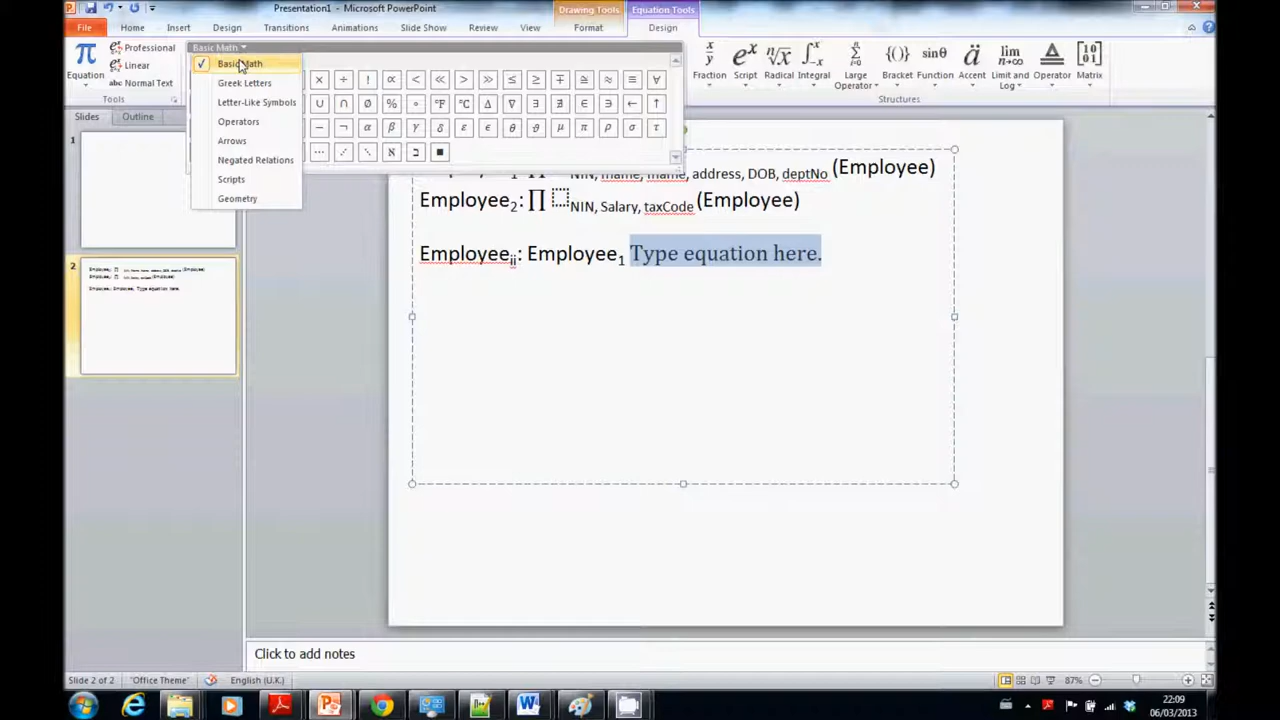 Presentation1 - Microsoft PowerPoint
Drawing Tools
Equation Tools
File Home Insert Design Transitions Animations Slide Show Review View Format Design
π Equation
Professional
Linear
abc Normal Text
Tools
Basic Math
Basic Math
Greek Letters
Letter-Like Symbols
Operators
Arrows
Negated Relations
Scripts
Geometry
× ÷ ! ∝ < ≪ > ≫ ≤ ≥ ∓ ≅ ≈ ≡ ∀
∪ ∩ ∅ % ° °F °C ∆ ∇ ∃ ∄ ∈ ∋ ← ↑
− ¬ α β γ δ ε ϵ θ ϑ μ π ρ σ τ
⋯ ⋰ ⋱ ℵ ℶ ∎
Fraction Script Radical Integral Large Operator Bracket Function Accent Limit and Log Operator Matrix
Structures
Slides Outline
1
2
NIN, fname, lname, address, DOB, deptNo (Employee)
Employee2: ∏ NIN, Salary, taxCode (Employee)
Employeeij: Employee1 Type equation here.
Click to add notes
Slide 2 of 2 "Office Theme" English (U.K.) 87%
22:09
06/03/2013